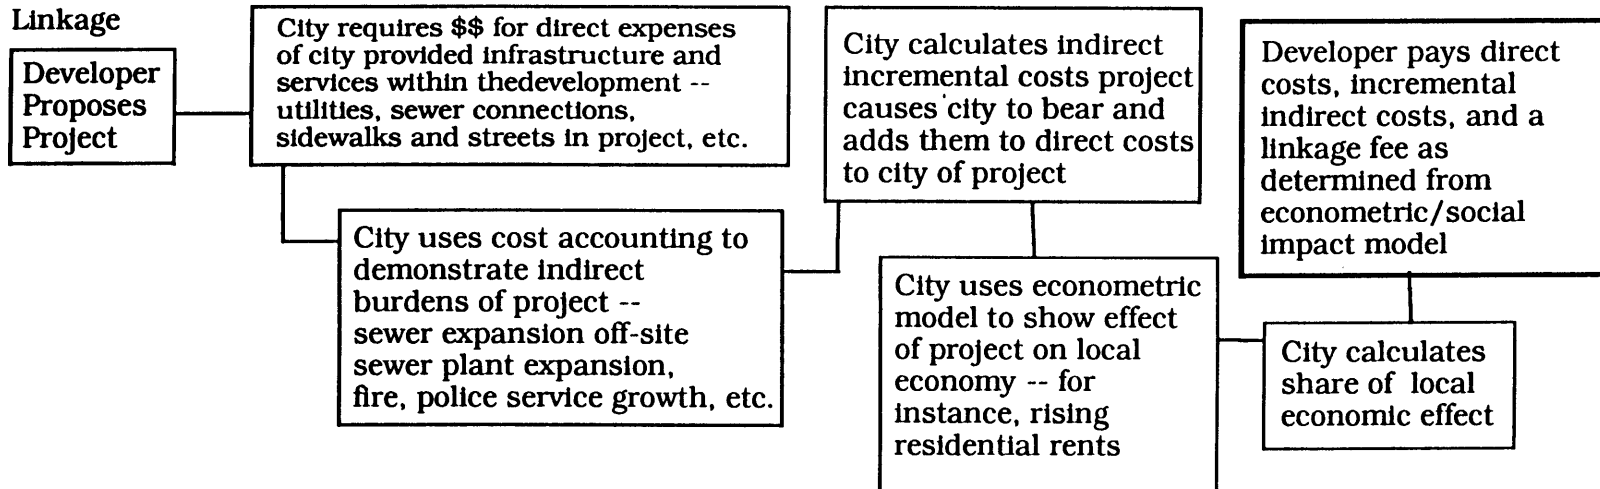 Linkage
Developer
Proposes
Project
City requires $$ for direct expenses
of city provided infrastructure and
services within thedevelopment --
utilities, sewer connections,
sidewalks and streets in project, etc.
City uses cost accounting to
demonstrate indirect
burdens of project --
sewer expansion off-site
sewer plant expansion,
fire, police service growth, etc.
City calculates indirect
incremental costs project
causes city to bear and
adds them to direct costs
to city of project
City uses econometric
model to show effect
of project on local
economy -- for
instance, rising
residential rents
City calculates
share of local
economic effect
Developer pays direct
costs, incremental
indirect costs, and a
linkage fee as
determined from
econometric/social
impact model